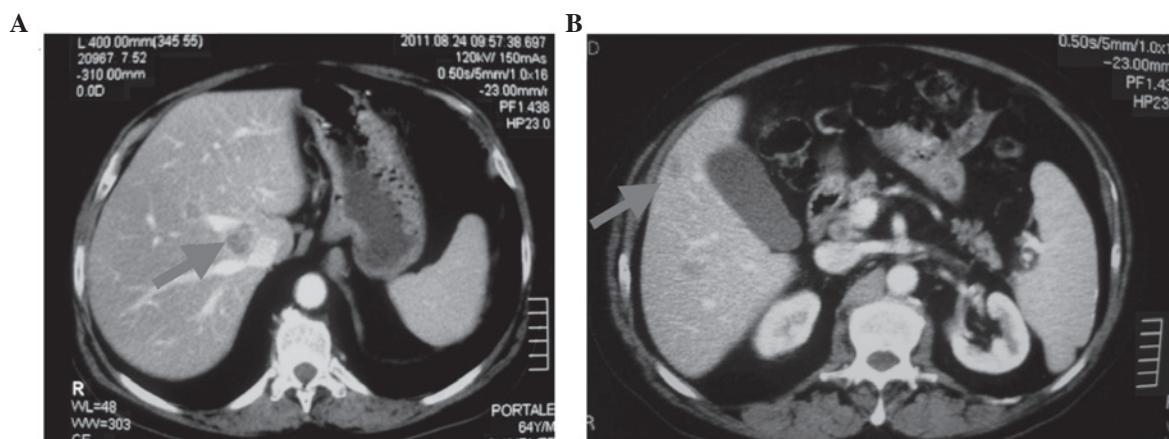 A
L 400.00mm(345 55)
20967 7.52
-310.00mm
0.0D
2011.08.24 09:57:38.697
120kV/ 150mAs
0.50s/5mm/1.0x16
-23.00mm/r
PF1.438
HP23.0
R
WL=48
WW=303
PORTALE
64Y/M
B
D
0.50s/5mm/1.0x1
-23.00mm
PF1.43
HP23
R